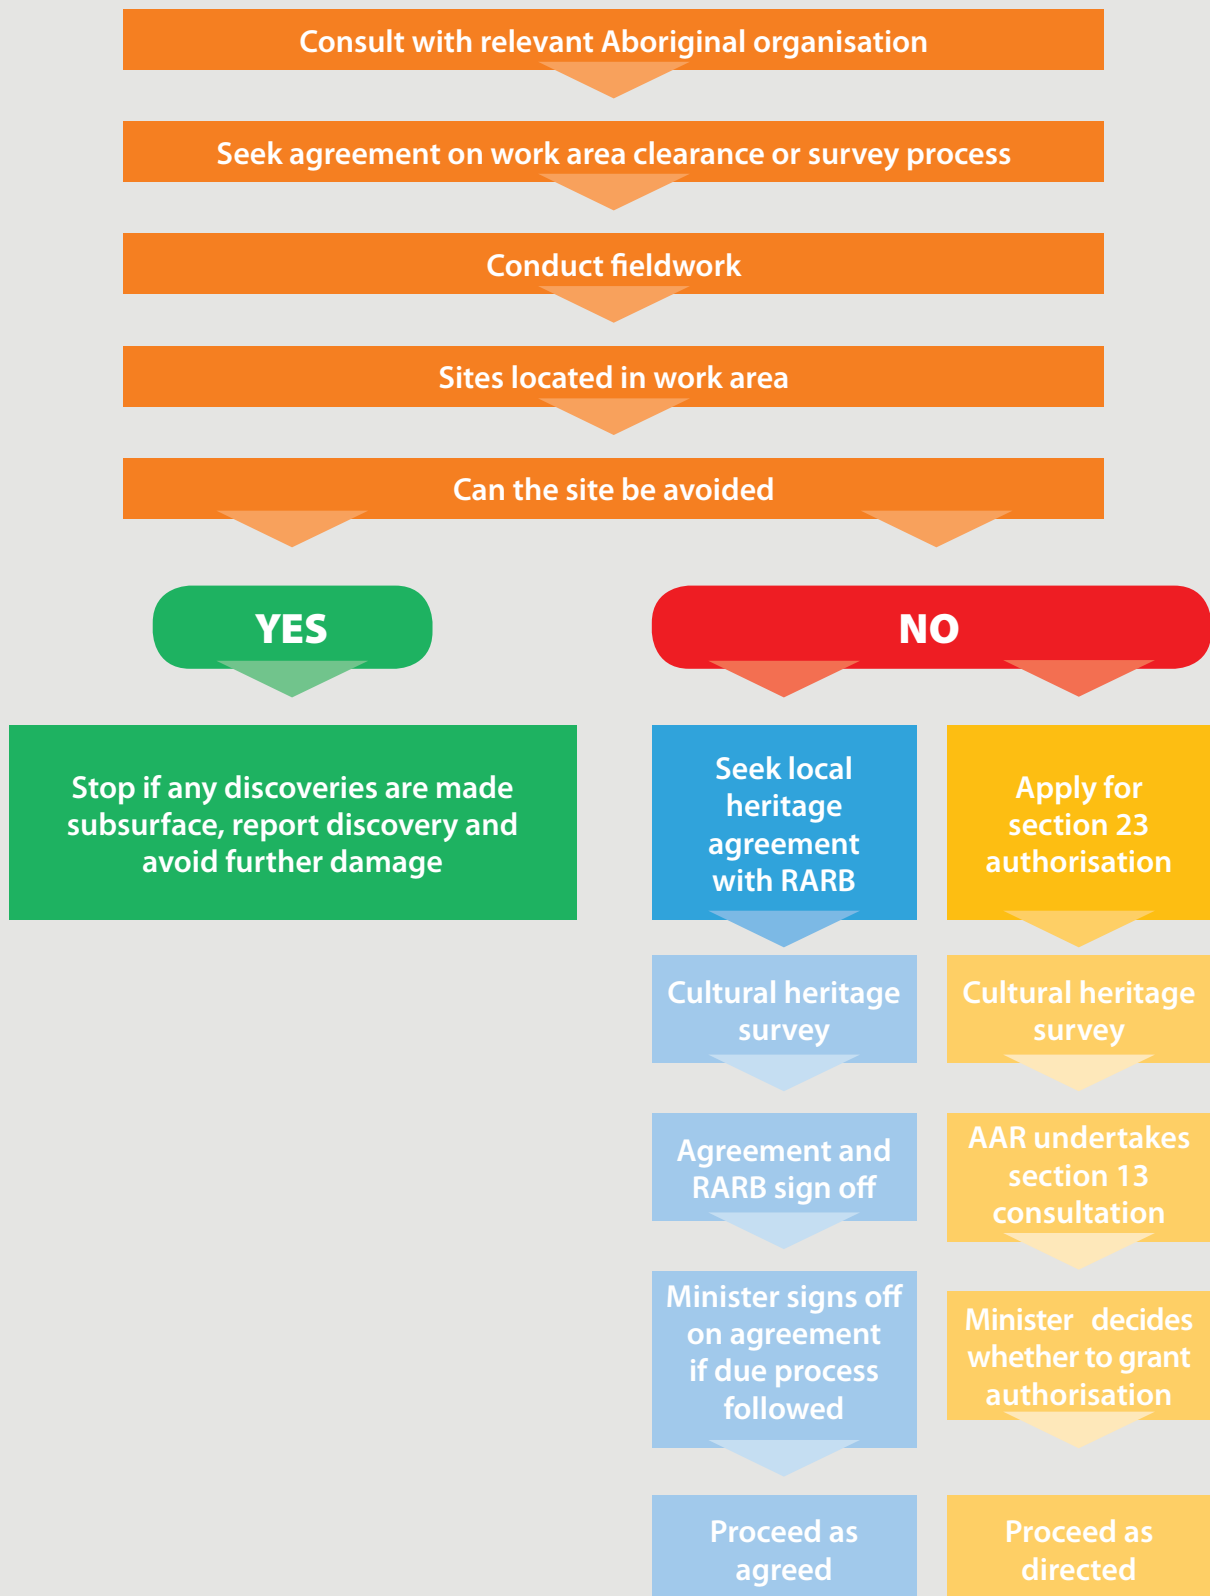 Consult with relevant Aboriginal organisation
Seek agreement on work area clearance or survey process
Conduct fieldwork
Sites located in work area
Can the site be avoided
YES
NO
Stop if any discoveries are made
subsurface, report discovery and
avoid further damage
Seek local
heritage
agreement
with RARB
Cultural heritage
survey
Agreement and
RARB sign off
Minister signs off
on agreement
if due process
followed
Proceed as
agreed
Apply for
section 23
authorisation
Cultural heritage
survey
AAR undertakes
section 13
consultation
Minister decides
whether to grant
authorisation
Proceed as
directed